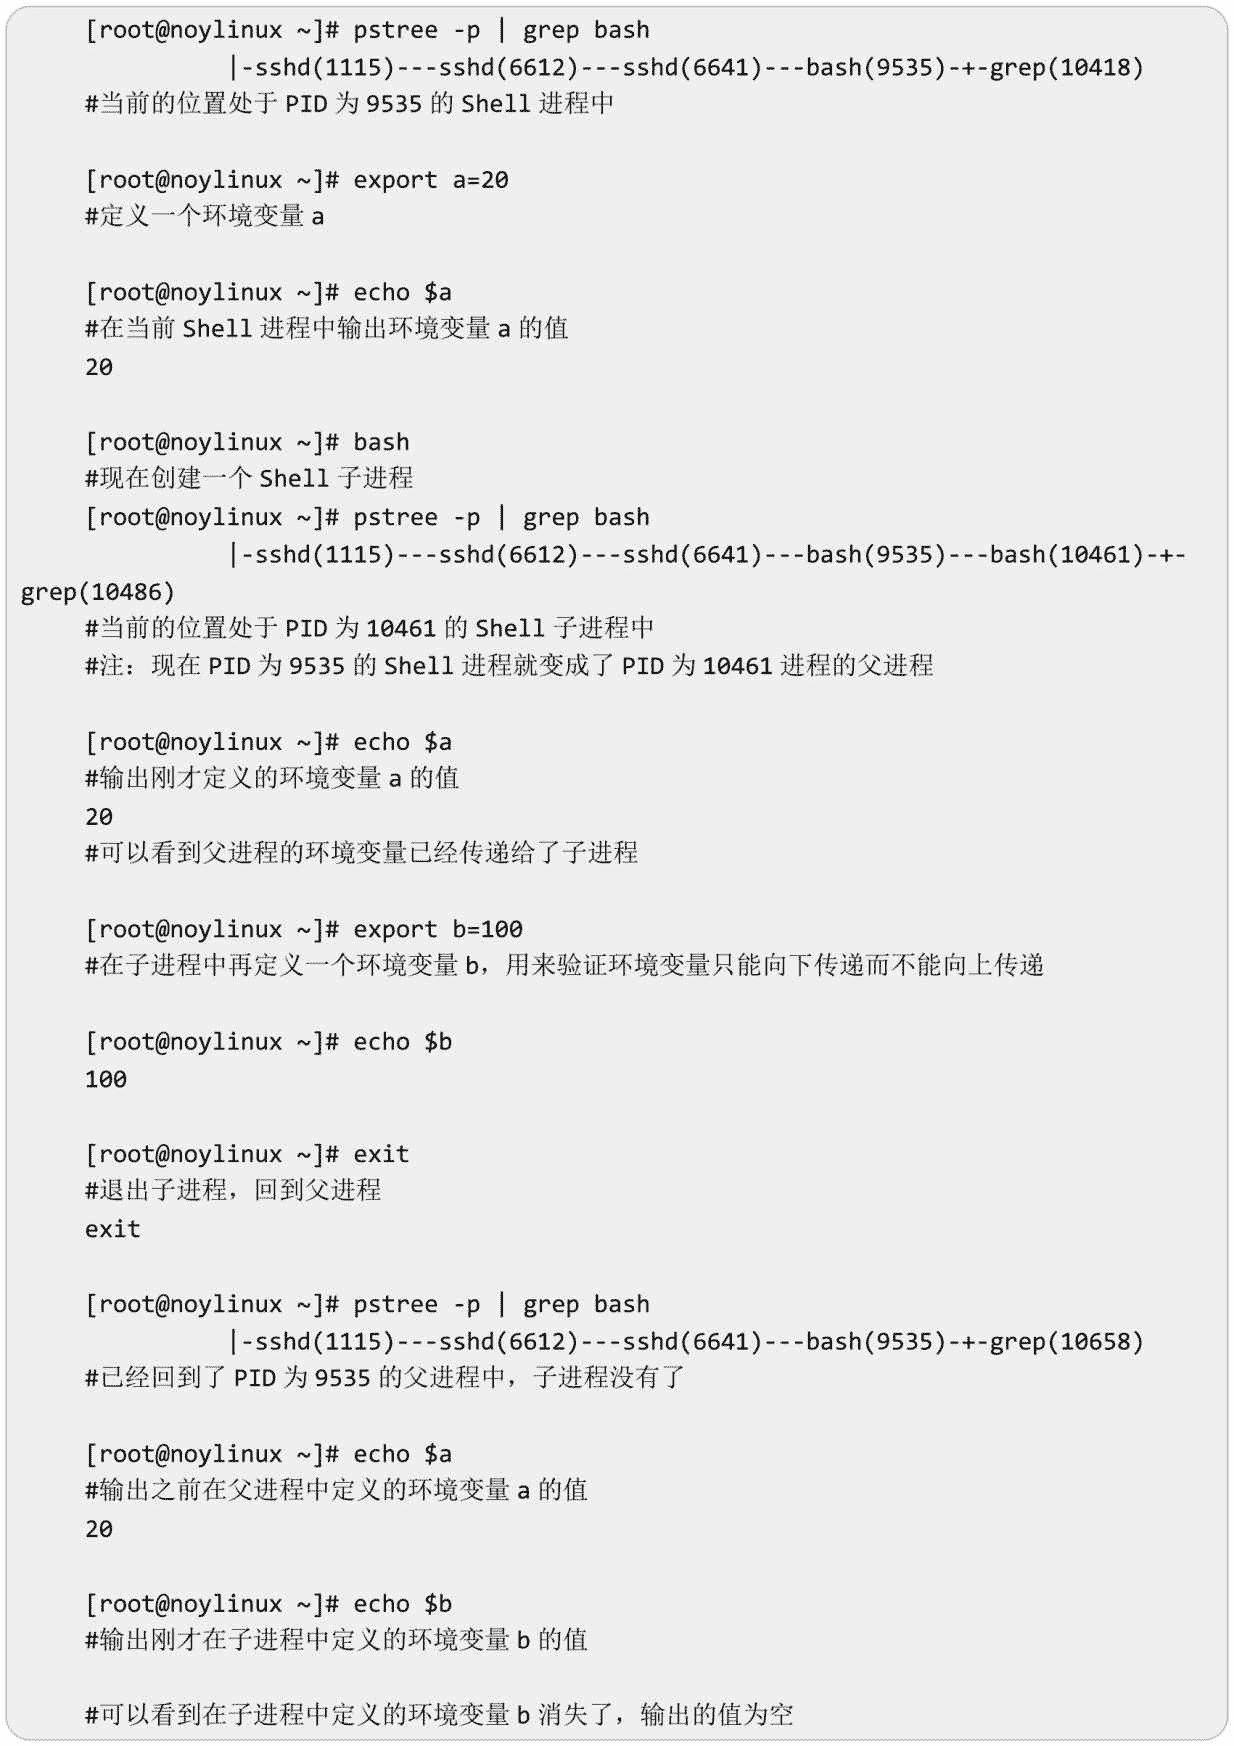 [root@noylinux ~]# pstree -p | grep bash
|-sshd(1115)---sshd(6612)---sshd(6641)---bash(9535)-+-grep(10418)
#当前的位置处于 PID 为 9535 的 Shell 进程中
[root@noylinux ~]# export a=20
#定义一个环境变量 a
[root@noylinux ~]# echo $a
#在当前 Shell 进程中输出环境变量 a 的值
20
[root@noylinux ~]# bash
#现在创建一个 Shell 子进程
[root@noylinux ~]# pstree -p | grep bash
|-sshd(1115)---sshd(6612)---sshd(6641)---bash(9535)---bash(10461)-+-
grep(10486)
#当前的位置处于 PID 为 10461 的 Shell 子进程中
#注：现在 PID 为 9535 的 Shell 进程就变成了 PID 为 10461 进程的父进程
[root@noylinux ~]# echo $a
#输出刚才定义的环境变量 a 的值
20
#可以看到父进程的环境变量已经传递给了子进程
[root@noylinux ~]# export b=100
#在子进程中再定义一个环境变量 b，用来验证环境变量只能向下传递而不能向上传递
[root@noylinux ~]# echo $b
100
[root@noylinux ~]# exit
#退出子进程，回到父进程
exit
[root@noylinux ~]# pstree -p | grep bash
|-sshd(1115)---sshd(6612)---sshd(6641)---bash(9535)-+-grep(10658)
#已经回到了 PID 为 9535 的父进程中，子进程没有了
[root@noylinux ~]# echo $a
#输出之前在父进程中定义的环境变量 a 的值
20
[root@noylinux ~]# echo $b
#输出刚才在子进程中定义的环境变量 b 的值
#可以看到在子进程中定义的环境变量 b 消失了，输出的值为空